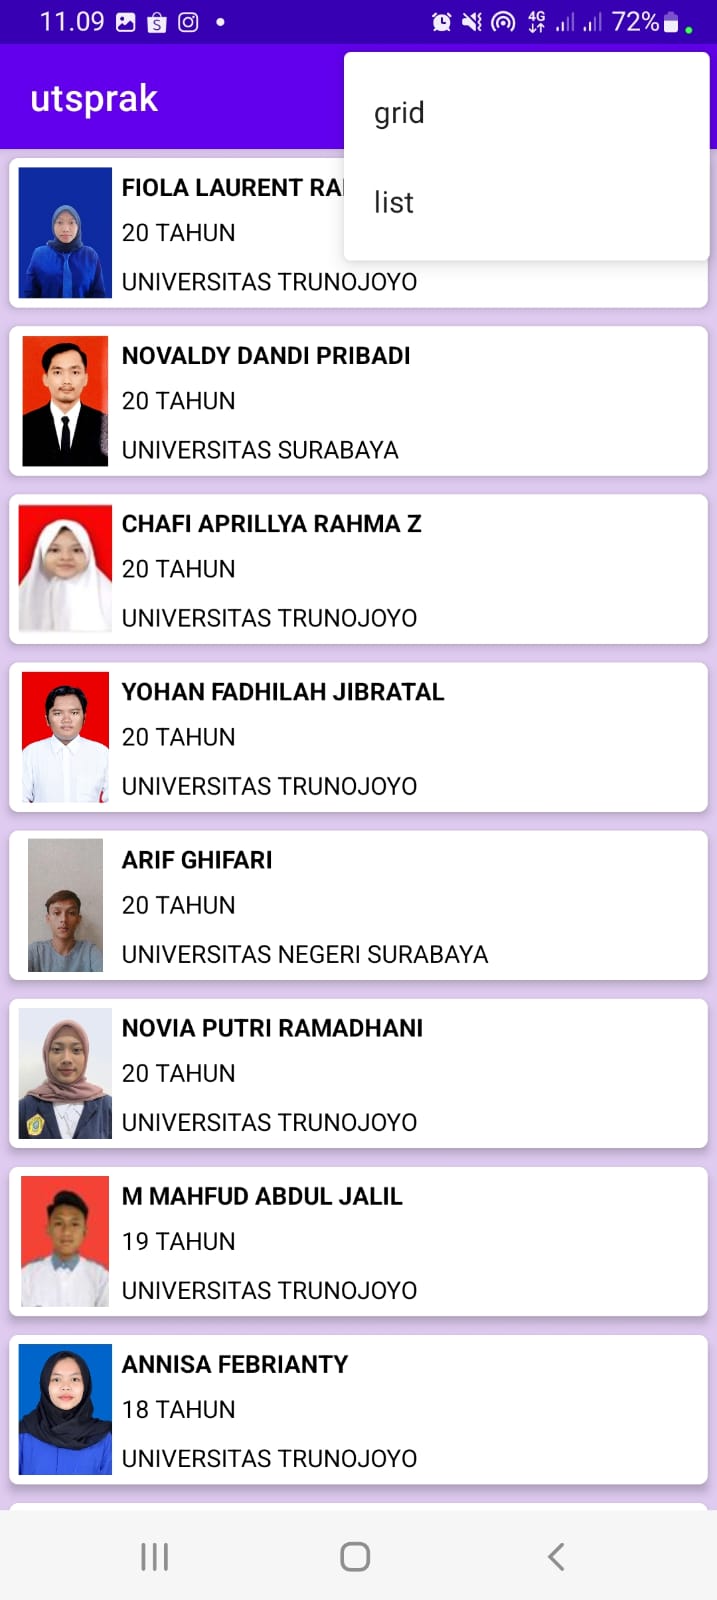 11.09
4G
72%
utsprak
grid
list
FIOLA LAURENT
20 TAHUN
UNIVERSITAS TRUNOJOYO
NOVALDY DANDI PRIBADI
20 TAHUN
UNIVERSITAS SURABAYA
CHAFI APRILLYA RAHMA Z
20 TAHUN
UNIVERSITAS TRUNOJOYO
YOHAN FADHILAH JIBRATAL
20 TAHUN
UNIVERSITAS TRUNOJOYO
ARIF GHIFARI
20 TAHUN
UNIVERSITAS NEGERI SURABAYA
NOVIA PUTRI RAMADHANI
20 TAHUN
UNIVERSITAS TRUNOJOYO
M MAHFUD ABDUL JALIL
19 TAHUN
UNIVERSITAS TRUNOJOYO
ANNISA FEBRIANTY
18 TAHUN
UNIVERSITAS TRUNOJOYO